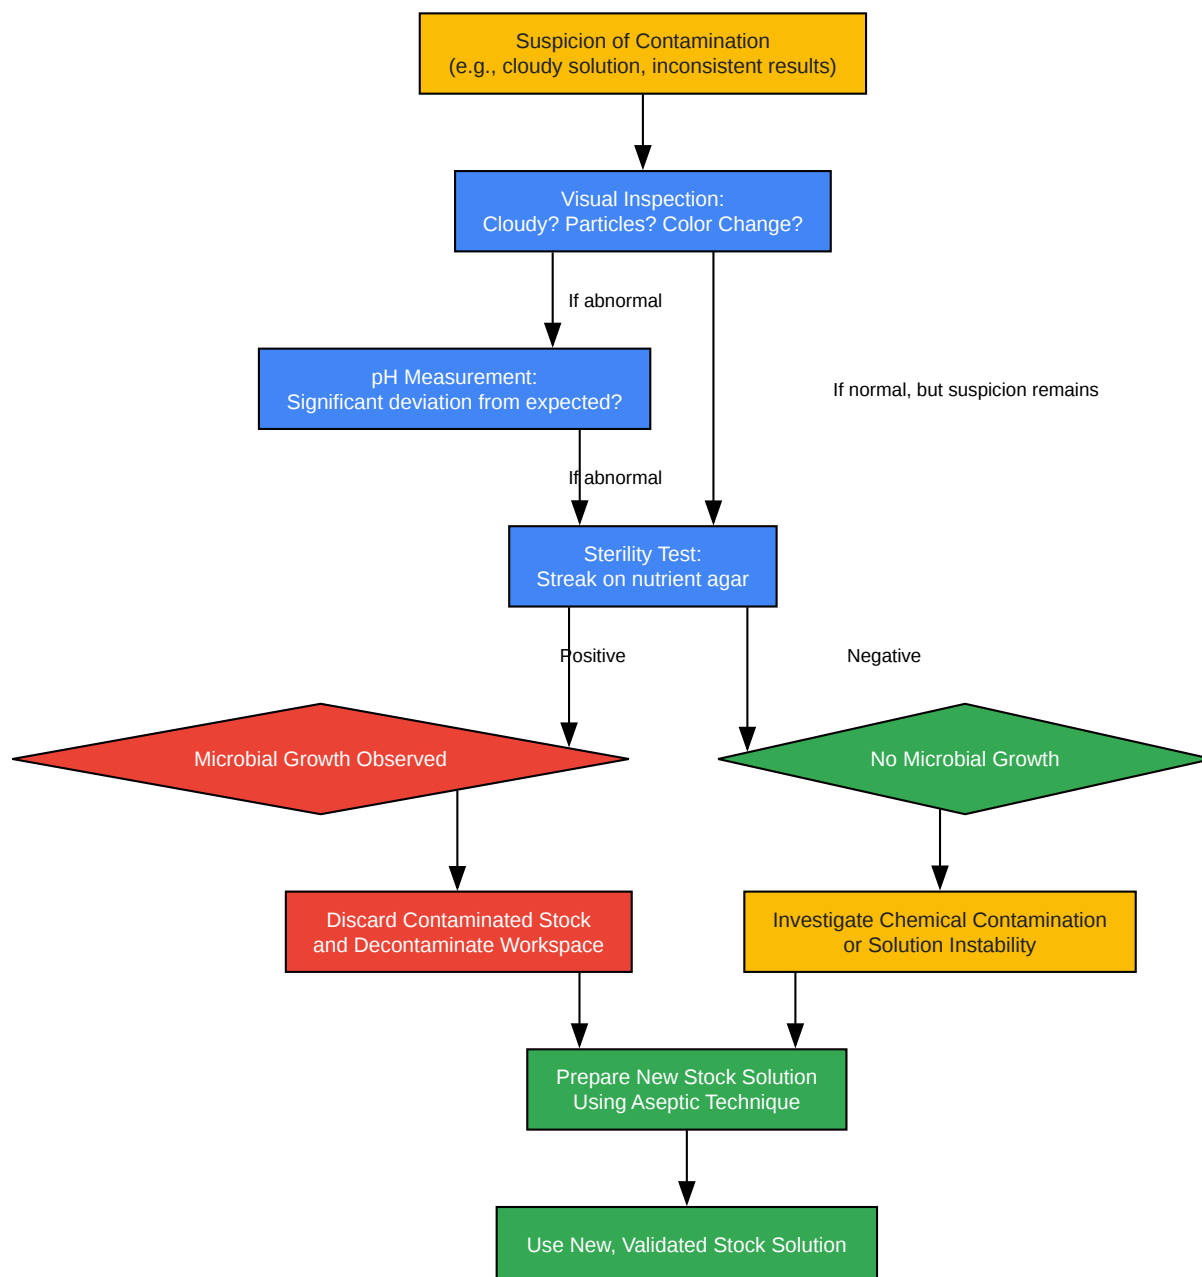 Suspicion of Contamination
(e.g., cloudy solution, inconsistent results)
Visual Inspection:
Cloudy? Particles? Color Change?
If abnormal
pH Measurement:
Significant deviation from expected?
If normal, but suspicion remains
If abnormal
Sterility Test:
Streak on nutrient agar
Positive
Negative
Microbial Growth Observed
No Microbial Growth
Discard Contaminated Stock
and Decontaminate Workspace
Investigate Chemical Contamination
or Solution Instability
Prepare New Stock Solution
Using Aseptic Technique
Use New, Validated Stock Solution